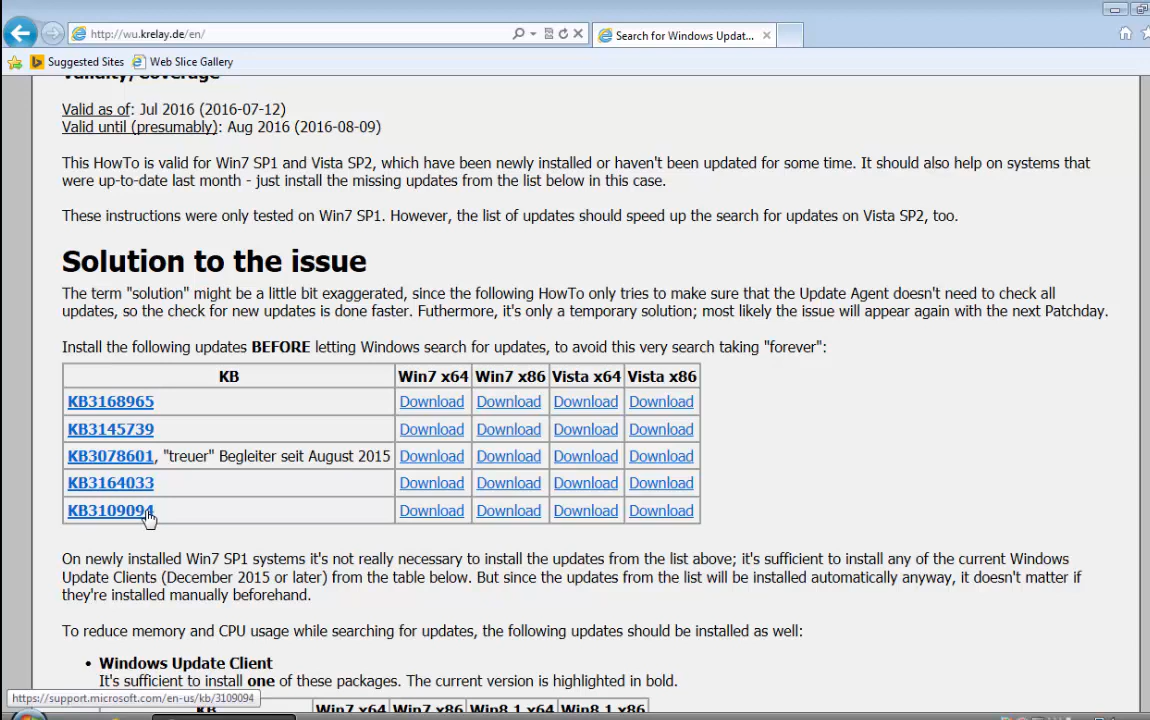 http://wu.krelay.de/en/
Search for Windows Updat...
Suggested Sites
Web Slice Gallery
Validity/Coverage
Valid as of: Jul 2016 (2016-07-12)
Valid until (presumably): Aug 2016 (2016-08-09)
This HowTo is valid for Win7 SP1 and Vista SP2, which have been newly installed or haven't been updated for some time. It should also help on systems that
were up-to-date last month - just install the missing updates from the list below in this case.
These instructions were only tested on Win7 SP1. However, the list of updates should speed up the search for updates on Vista SP2, too.
Solution to the issue
The term "solution" might be a little bit exaggerated, since the following HowTo only tries to make sure that the Update Agent doesn't need to check all
updates, so the check for new updates is done faster. Futhermore, it's only a temporary solution; most likely the issue will appear again with the next Patchday.
Install the following updates BEFORE letting Windows search for updates, to avoid this very search taking "forever":
KB Win7 x64 Win7 x86 Vista x64 Vista x86
KB3168965 Download Download Download Download
KB3145739 Download Download Download Download
KB3078601, "treuer" Begleiter seit August 2015 Download Download Download Download
KB3164033 Download Download Download Download
KB3109094 Download Download Download Download
On newly installed Win7 SP1 systems it's not really necessary to install the updates from the list above; it's sufficient to install any of the current Windows
Update Clients (December 2015 or later) from the table below. But since the updates from the list will be installed automatically anyway, it doesn't matter if
they're installed manually beforehand.
To reduce memory and CPU usage while searching for updates, the following updates should be installed as well:
• Windows Update Client
It's sufficient to install one of these packages. The current version is highlighted in bold.
https://support.microsoft.com/en-us/kb/3109094
KB Win7 x64 Win7 x86 Win8.1 x64 Win8.1 x86